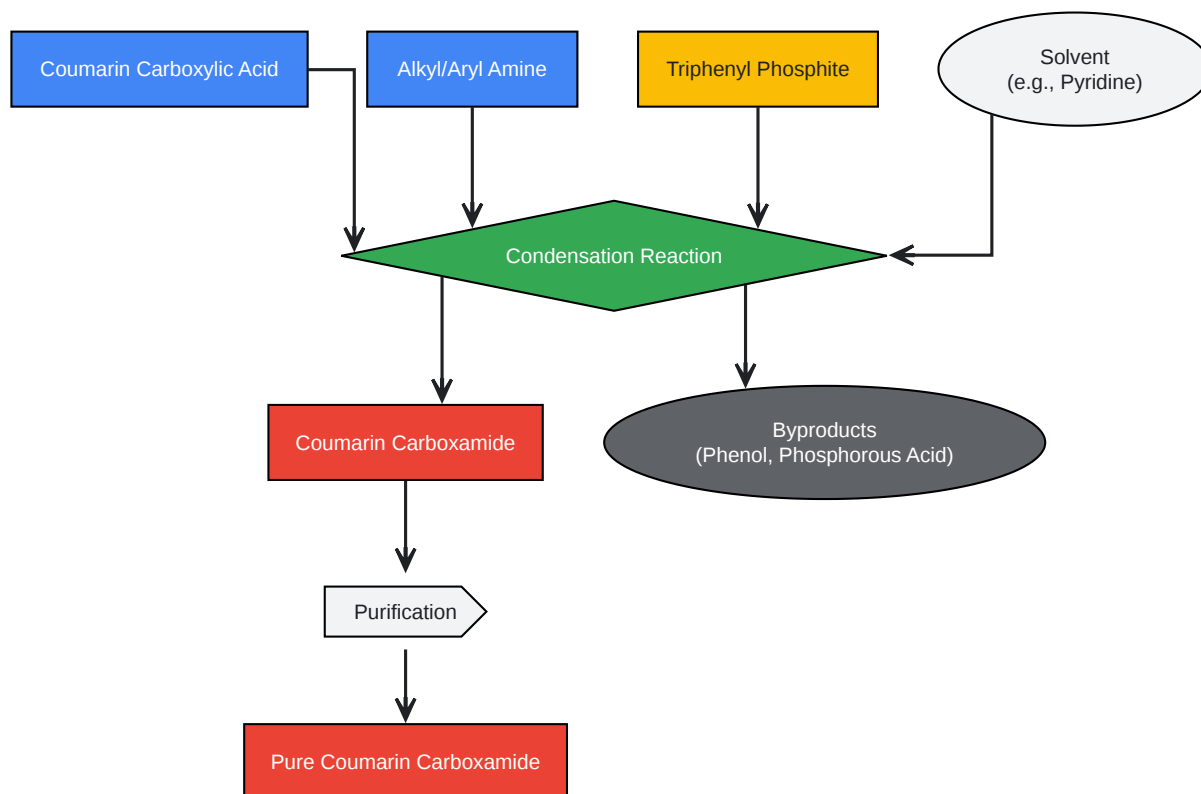 Coumarin Carboxylic Acid
Alkyl/Aryl Amine
Triphenyl Phosphite
Solvent
(e.g., Pyridine)
Condensation Reaction
Coumarin Carboxamide
Byproducts
(Phenol, Phosphorous Acid)
Purification
Pure Coumarin Carboxamide